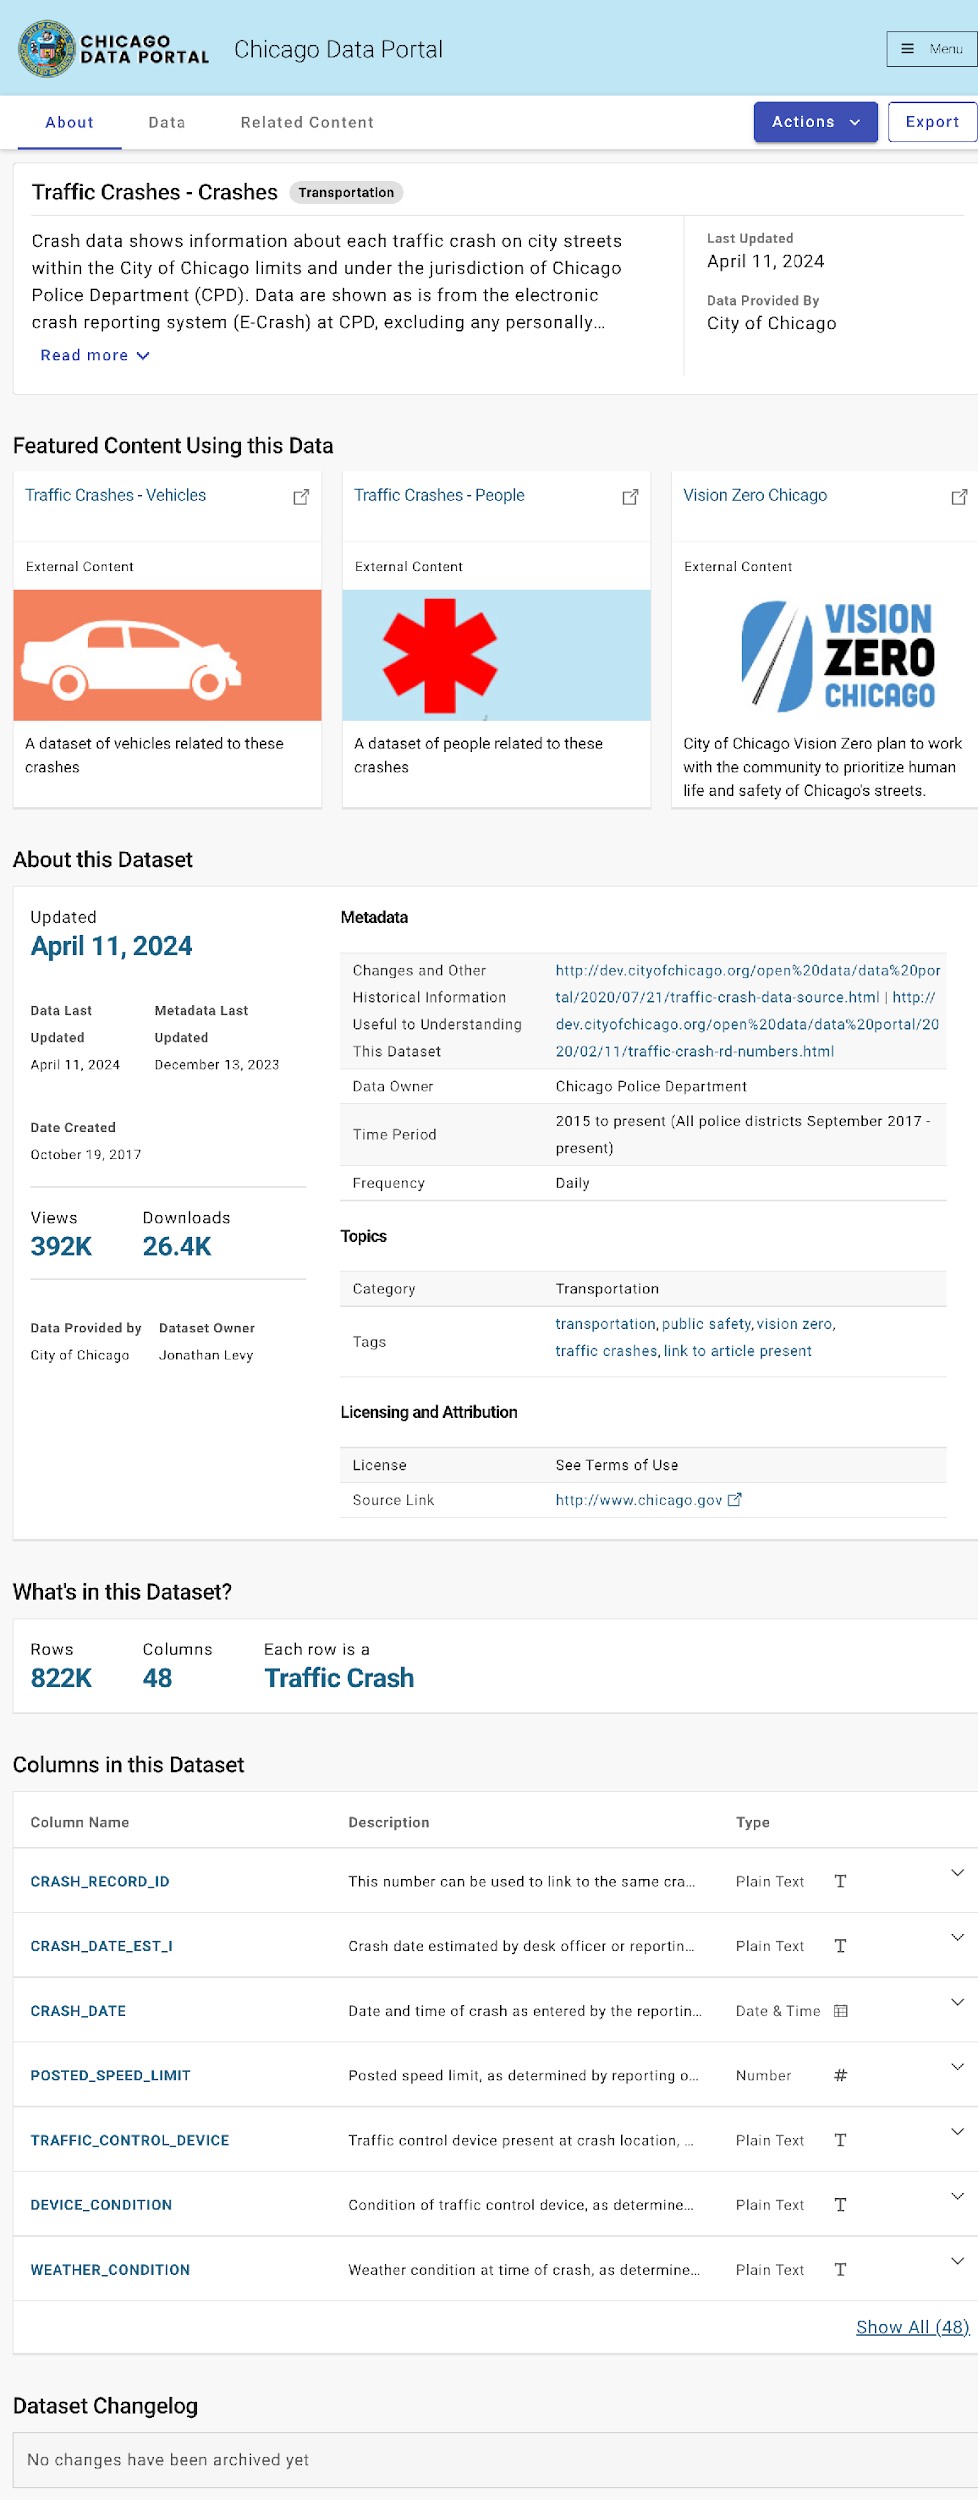 CHICAGO
DATA PORTAL
Chicago Data Portal
Menu
About
Data
Related Content
Actions
Export
Traffic Crashes - Crashes
Transportation
Crash data shows information about each traffic crash on city streets
within the City of Chicago limits and under the jurisdiction of Chicago
Police Department (CPD). Data are shown as is from the electronic
crash reporting system (E-Crash) at CPD, excluding any personally...
Read more
Last Updated
April 11, 2024
Data Provided By
City of Chicago
Featured Content Using this Data
Traffic Crashes - Vehicles
External Content
A dataset of vehicles related to these
crashes
Traffic Crashes - People
External Content
A dataset of people related to these
crashes
Vision Zero Chicago
External Content
VISION
ZERO
CHICAGO
City of Chicago Vision Zero plan to work
with the community to prioritize human
life and safety of Chicago's streets.
About this Dataset
Updated
April 11, 2024
Data Last
Updated
April 11, 2024
Metadata Last
Updated
December 13, 2023
Date Created
October 19, 2017
Views
392K
Downloads
26.4K
Data Provided by
City of Chicago
Dataset Owner
Jonathan Levy
Metadata
Changes and Other
Historical Information
Useful to Understanding
This Dataset
http://dev.cityofchicago.org/open%20data/data%20por
tal/2020/07/21/traffic-crash-data-source.html | http://
dev.cityofchicago.org/open%20data/data%20portal/20
20/02/11/traffic-crash-rd-numbers.html
Data Owner
Chicago Police Department
Time Period
2015 to present (All police districts September 2017 -
present)
Frequency
Daily
Topics
Category
Transportation
Tags
transportation, public safety, vision zero,
traffic crashes, link to article present
Licensing and Attribution
License
See Terms of Use
Source Link
http://www.chicago.gov
What's in this Dataset?
Rows
822K
Columns
48
Each row is a
Traffic Crash
Columns in this Dataset
Column Name
Description
Type
CRASH_RECORD_ID
This number can be used to link to the same cra...
Plain Text
CRASH_DATE_EST_I
Crash date estimated by desk officer or reportin...
Plain Text
CRASH_DATE
Date and time of crash as entered by the reportin...
Date & Time
POSTED_SPEED_LIMIT
Posted speed limit, as determined by reporting o...
Number
#
TRAFFIC_CONTROL_DEVICE
Traffic control device present at crash location, ...
Plain Text
DEVICE_CONDITION
Condition of traffic control device, as determine...
Plain Text
WEATHER_CONDITION
Weather condition at time of crash, as determine...
Plain Text
Show All (48)
Dataset Changelog
No changes have been archived yet